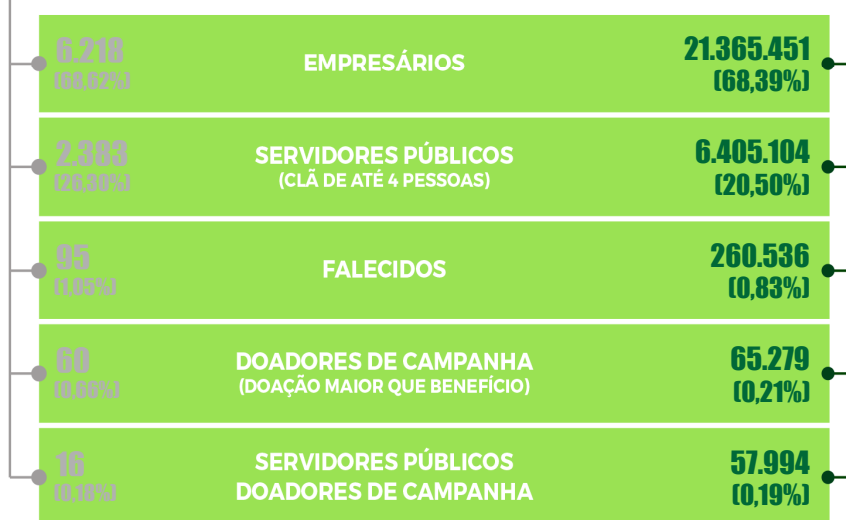 6.218
(68,62%)
EMPRESÁRIOS
21.365.451
(68,39%)
2.383
(26,30%)
SERVIDORES PÚBLICOS
(CLÃ DE ATÉ 4 PESSOAS)
6.405.104
(20,50%)
95
(1,05%)
FALECIDOS
260.536
(0,83%)
60
(0,66%)
DOADORES DE CAMPANHA
(DOAÇÃO MAIOR QUE BENEFÍCIO)
65.279
(0,21%)
16
(0,18%)
SERVIDORES PÚBLICOS
DOADORES DE CAMPANHA
57.994
(0,19%)